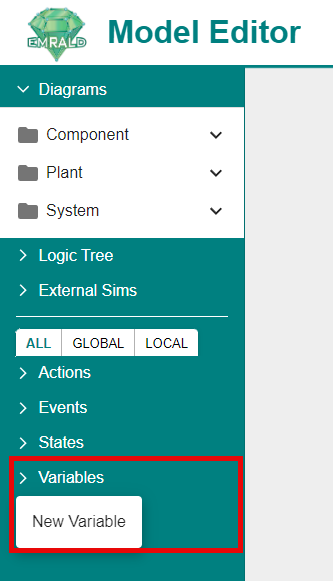 EMRALD
Model Editor
Diagrams
Component
Plant
System
Logic Tree
External Sims
ALL GLOBAL LOCAL
Actions
Events
States
Variables
New Variable